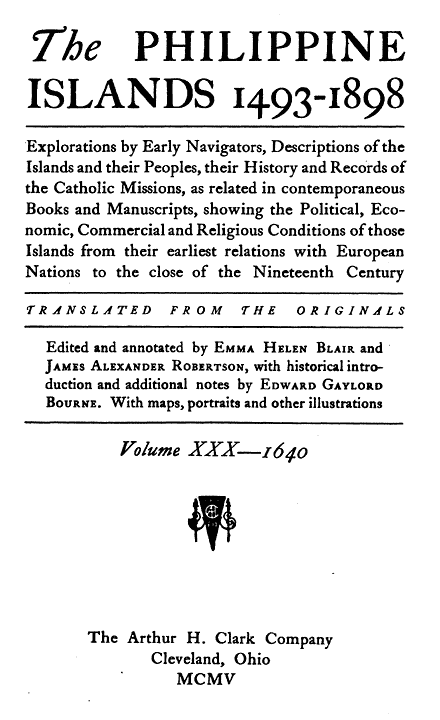 The PHILIPPINE
ISLANDS 1493-1898
Explorations by Early Navigators, Descriptions of the
Islands and their Peoples, their History and Records of
the Catholic Missions, as related in contemporaneous
Books and Manuscripts, showing the Political, Eco-
nomic, Commercial and Religious Conditions of those
Islands from their earliest relations with European
Nations to the close of the Nineteenth Century
TRANSLATED FROM THE ORIGINALS
Edited and annotated by EMMA HELEN BLAIR and
JAMES ALEXANDER ROBERTSON, with historical intro-
duction and additional notes by EDWARD GAYLORD
BOURNE. With maps, portraits and other illustrations
Volume XXX—1640
The Arthur H. Clark Company
Cleveland, Ohio
MCMV